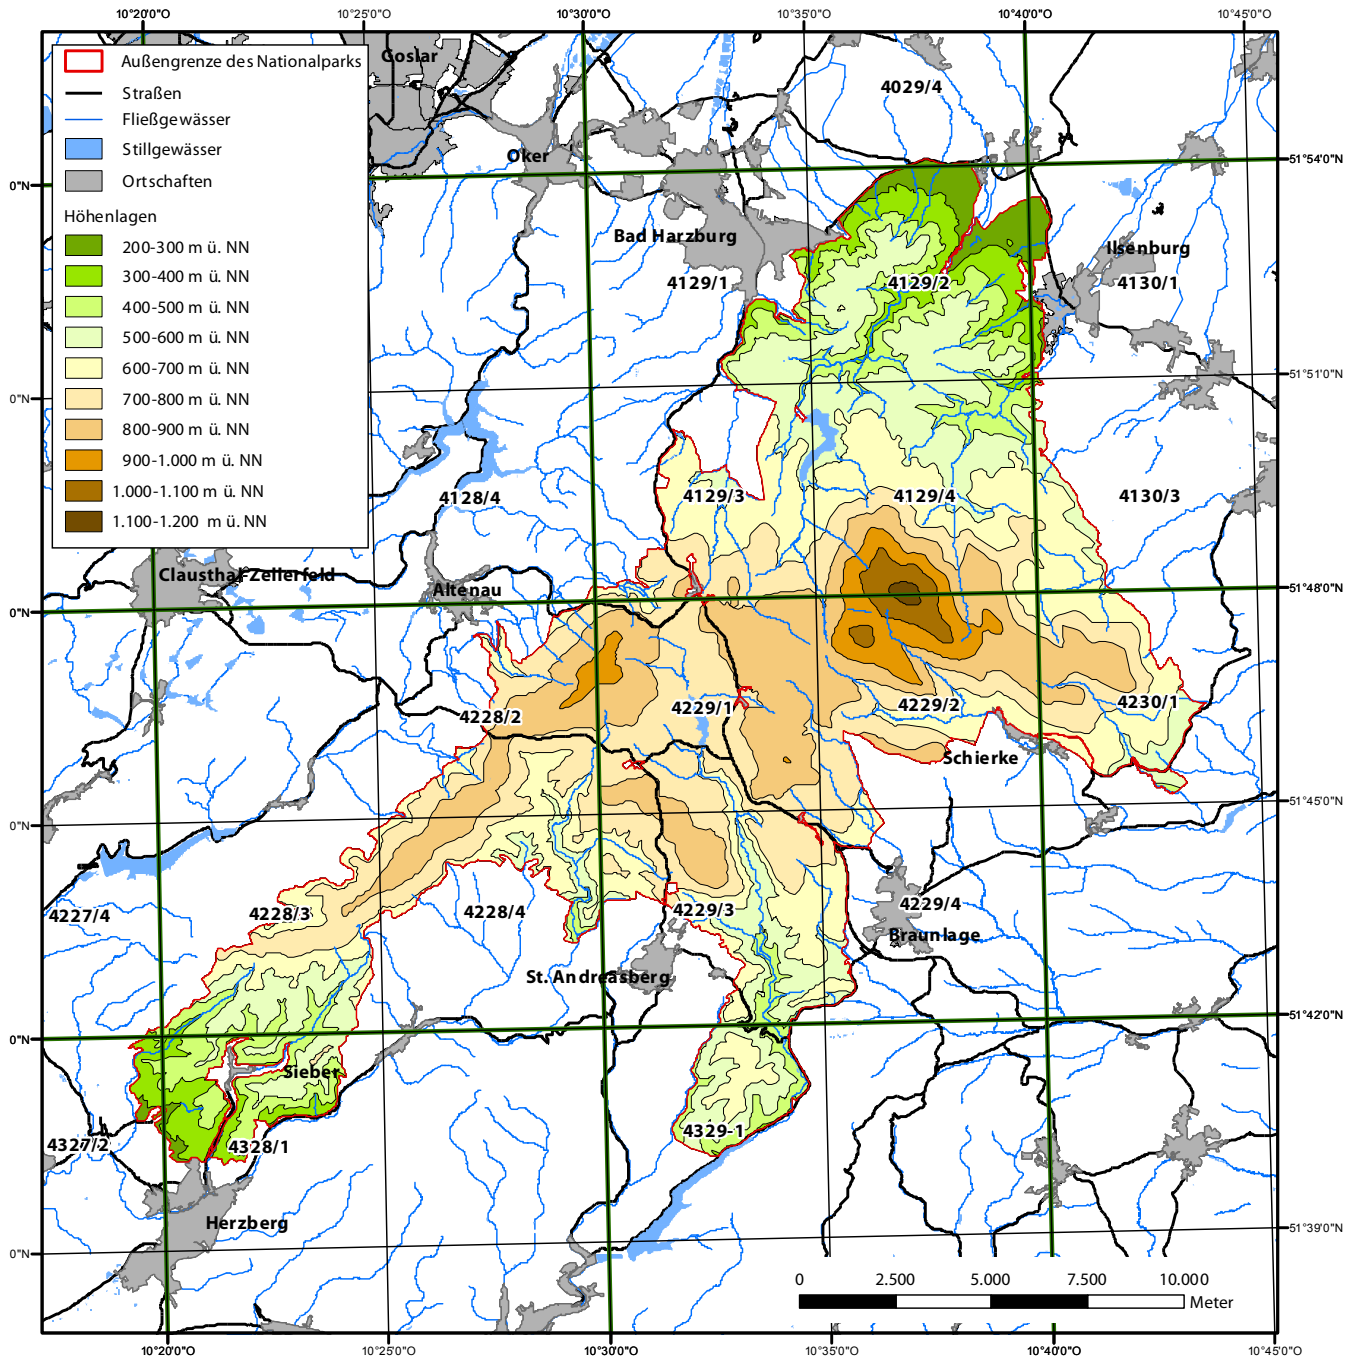 10°20'0"O 10°25'0"O 10°30'0"O 10°35'0"O 10°40'0"O 10°45'0"O
Außengrenze des Nationalparks
Straßen
Fließgewässer
Stillgewässer
Ortschaften
Höhenlagen
200-300 m ü. NN
300-400 m ü. NN
400-500 m ü. NN
500-600 m ü. NN
600-700 m ü. NN
700-800 m ü. NN
800-900 m ü. NN
900-1.000 m ü. NN
1.000-1.100 m ü. NN
1.100-1.200 m ü. NN
Goslar
4029/4
Oker
51°54'0"N
0"N
Bad Harzburg
Ilsenburg
4129/1
4129/2
4130/1
51°51'0"N
0"N
4128/4
4129/3
4129/4
4130/3
Clausthal-Zellerfeld
Altenau
51°48'0"N
0"N
4228/2
4229/1
4229/2
4230/1
Schierke
51°45'0"N
0"N
4227/4
4228/3
4228/4
4229/3
4229/4
Braunlage
St. Andreasberg
51°42'0"N
0"N
Sieber
4327/2
4328/1
4329-1
Herzberg
51°39'0"N
0"N
0 2.500 5.000 7.500 10.000
Meter
10°20'0"O 10°25'0"O 10°30'0"O 10°35'0"O 10°40'0"O 10°45'0"O